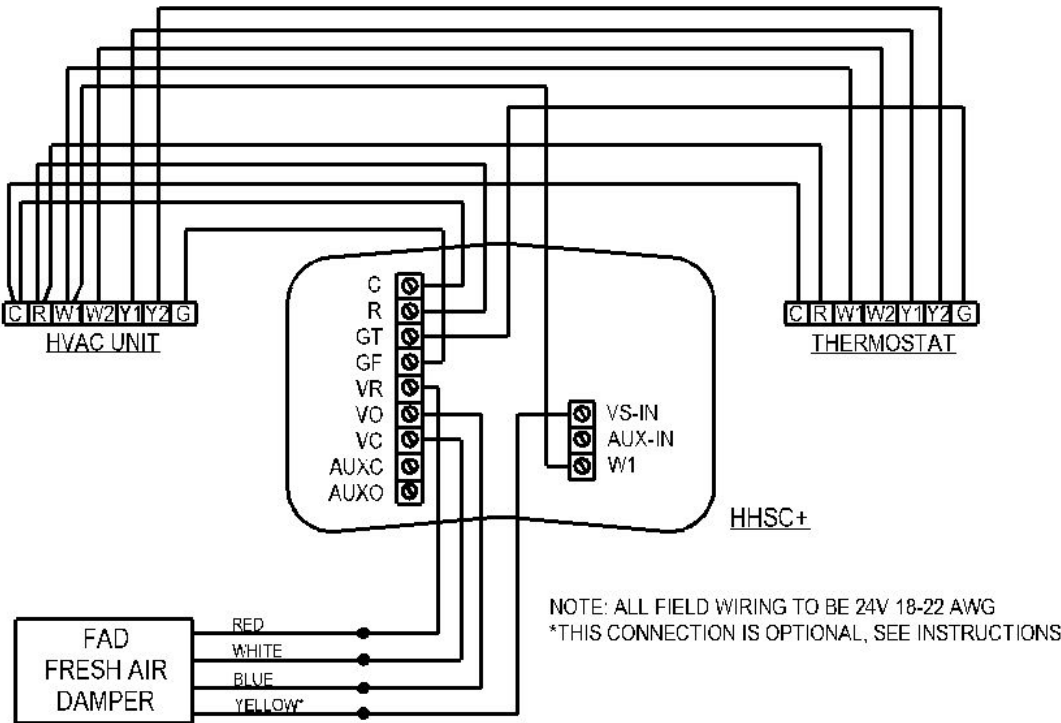 C R W1 W2 Y1 Y2 G
HVAC UNIT
C R W1 W2 Y1 Y2 G
THERMOSTAT
C
R
GT
GF
VR
VO
VC
AUXC
AUXO
VS-IN
AUX-IN
W1
HHSC+
NOTE: ALL FIELD WIRING TO BE 24V 18-22 AWG
*THIS CONNECTION IS OPTIONAL, SEE INSTRUCTIONS
FAD
FRESH AIR
DAMPER
RED
WHITE
BLUE
YELLOW*